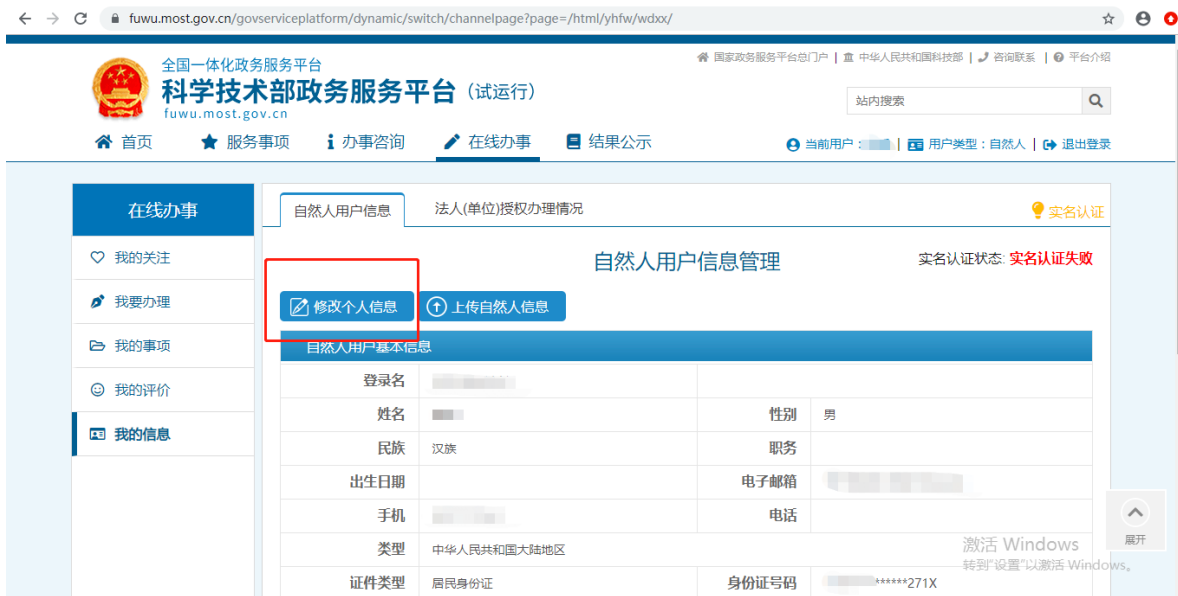 fuwu.most.gov.cn/govserviceplatform/dynamic/switch/channelpage?page=/html/yhfw/wdxx/
国家政务服务平台总门户 | 中华人民共和国科技部 | 咨询联系 | 平台介绍
全国一体化政务服务平台
科学技术部政务服务平台（试运行）
fuwu.most.gov.cn
站内搜索
首页 服务事项 办事咨询 在线办事 结果公示
当前用户： | 用户类型：自然人 | 退出登录
在线办事
我的关注
我要办理
我的事项
我的评价
我的信息
自然人用户信息 法人(单位)授权办理情况 实名认证
自然人用户信息管理 实名认证状态: 实名认证失败
修改个人信息 上传自然人信息
自然人用户基本信息
登录名
姓名 性别 男
民族 汉族 职务
出生日期 电子邮箱
手机 电话
类型 中华人民共和国大陆地区
证件类型 居民身份证 身份证号码 ******271X
展开
激活 Windows
转到"设置"以激活 Windows。